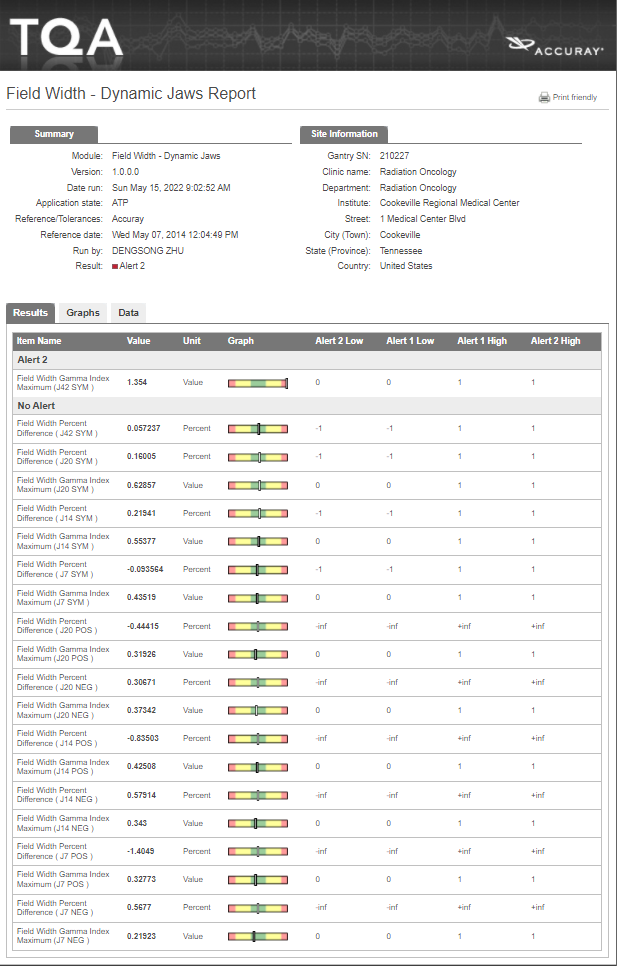 TQA
ACCURAY
Field Width - Dynamic Jaws Report
Print friendly
Summary
Module: Field Width - Dynamic Jaws
Version: 1.0.0.0
Date run: Sun May 15, 2022 9:02:52 AM
Application state: ATP
Reference/Tolerances: Accuray
Reference date: Wed May 07, 2014 12:04:49 PM
Run by: DENGSONG ZHU
Result: Alert 2
Site Information
Gantry SN: 210227
Clinic name: Radiation Oncology
Department: Radiation Oncology
Institute: Cookeville Regional Medical Center
Street: 1 Medical Center Blvd
City (Town): Cookeville
State (Province): Tennessee
Country: United States
Results Graphs Data
Item Name Value Unit Graph Alert 2 Low Alert 1 Low Alert 1 High Alert 2 High
Alert 2
Field Width Gamma Index
Maximum (J42 SYM ) 1.354 Value 0 0 1 1
No Alert
Field Width Percent
Difference ( J42 SYM ) 0.057237 Percent -1 -1 1 1
Field Width Percent
Difference ( J20 SYM ) 0.16005 Percent -1 -1 1 1
Field Width Gamma Index
Maximum (J20 SYM ) 0.62857 Value 0 0 1 1
Field Width Percent
Difference ( J14 SYM ) 0.21941 Percent -1 -1 1 1
Field Width Gamma Index
Maximum (J14 SYM ) 0.55377 Value 0 0 1 1
Field Width Percent
Difference ( J7 SYM ) -0.093564 Percent -1 -1 1 1
Field Width Gamma Index
Maximum (J7 SYM ) 0.43519 Value 0 0 1 1
Field Width Percent
Difference ( J20 POS ) -0.44415 Percent -inf -inf +inf +inf
Field Width Gamma Index
Maximum (J20 POS ) 0.31926 Value 0 0 1 1
Field Width Percent
Difference ( J20 NEG ) 0.30671 Percent -inf -inf +inf +inf
Field Width Gamma Index
Maximum (J20 NEG ) 0.37342 Value 0 0 1 1
Field Width Percent
Difference ( J14 POS ) -0.83503 Percent -inf -inf +inf +inf
Field Width Gamma Index
Maximum (J14 POS ) 0.42508 Value 0 0 1 1
Field Width Percent
Difference ( J14 NEG ) 0.57914 Percent -inf -inf +inf +inf
Field Width Gamma Index
Maximum (J14 NEG ) 0.343 Value 0 0 1 1
Field Width Percent
Difference ( J7 POS ) -1.4049 Percent -inf -inf +inf +inf
Field Width Gamma Index
Maximum (J7 POS ) 0.32773 Value 0 0 1 1
Field Width Percent
Difference ( J7 NEG ) 0.5677 Percent -inf -inf +inf +inf
Field Width Gamma Index
Maximum (J7 NEG ) 0.21923 Value 0 0 1 1